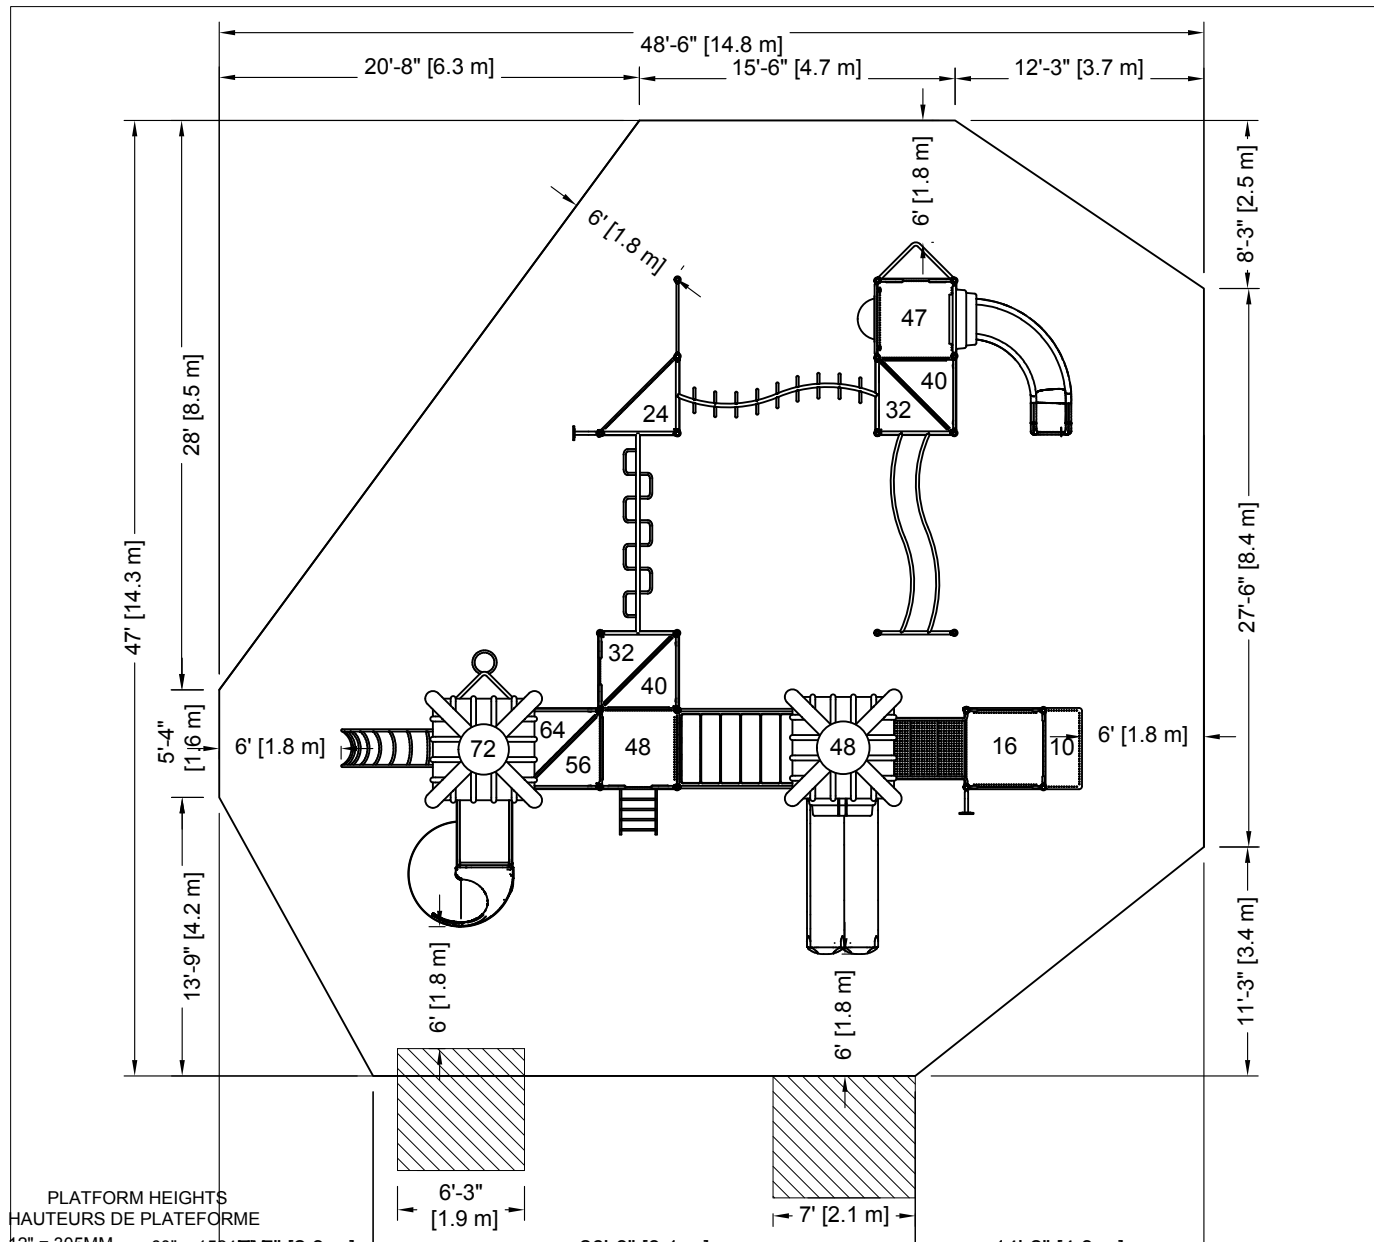 48'-6" [14.8 m]
20'-8" [6.3 m]
15'-6" [4.7 m]
12'-3" [3.7 m]
6' [1.8 m]
8'-3" [2.5 m]
6' [1.8 m]
47
40
32
24
28' [8.5 m]
47' [14.3 m]
27'-6" [8.4 m]
32
40
5'-4"
[1.6 m]
6' [1.8 m]
72
64
56
48
48
16
10
6' [1.8 m]
13'-9" [4.2 m]
6' [1.8 m]
6' [1.8 m]
11'-3" [3.4 m]
6'-3"
[1.9 m]
7' [2.1 m]
PLATFORM HEIGHTS
HAUTEURS DE PLATEFORME